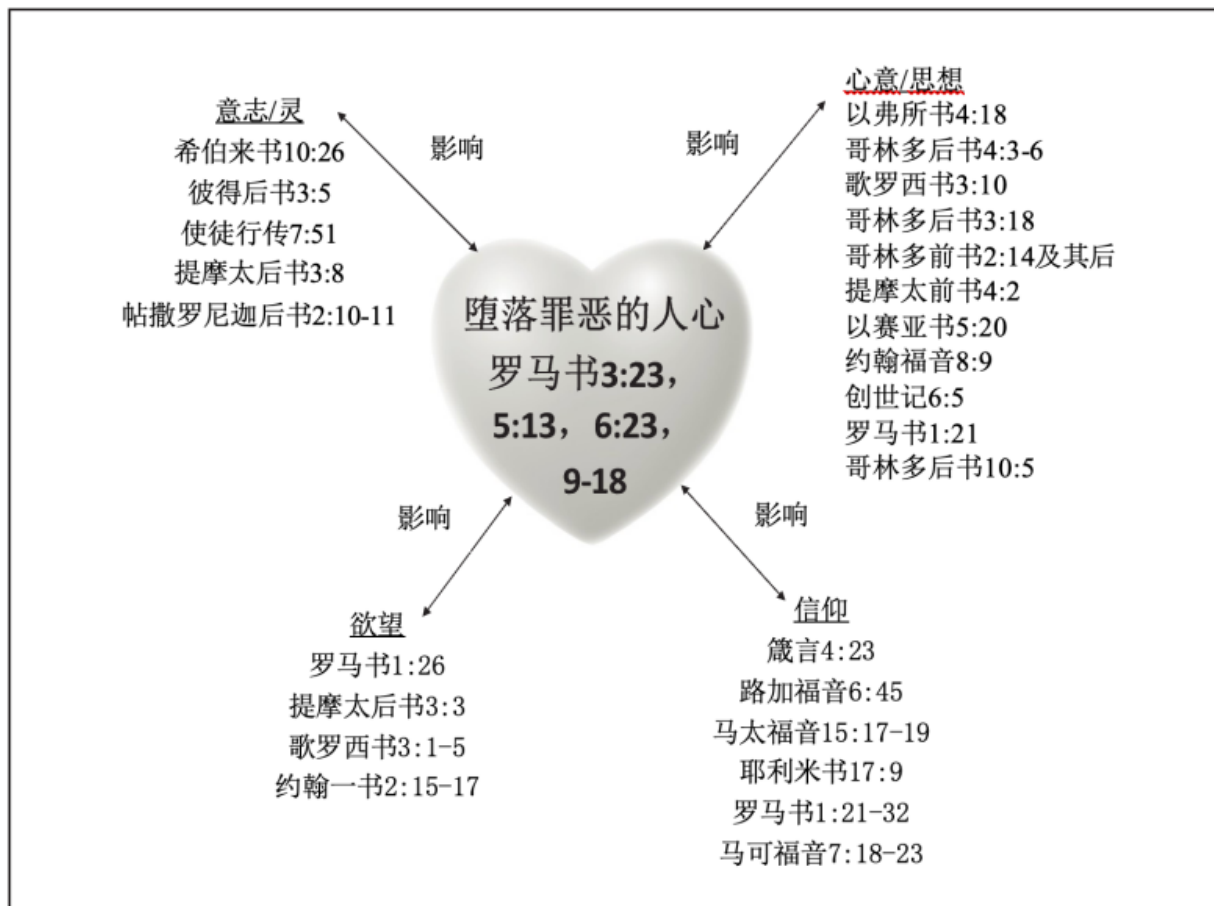 意志/灵
希伯来书10:26
彼得后书3:5
使徒行传7:51
提摩太后书3:8
帖撒罗尼迦后书2:10-11
影响
影响
心意/思想
以弗所书4:18
哥林多后书4:3-6
歌罗西书3:10
哥林多后书3:18
哥林多前书2:14及其后
提摩太前书4:2
以赛亚书5:20
约翰福音8:9
创世记6:5
罗马书1:21
哥林多后书10:5
堕落罪恶的人心
罗马书3:23，
5:13，6:23，
9-18
影响
影响
欲望
罗马书1:26
提摩太后书3:3
歌罗西书3:1-5
约翰一书2:15-17
信仰
箴言4:23
路加福音6:45
马太福音15:17-19
耶利米书17:9
罗马书1:21-32
马可福音7:18-23